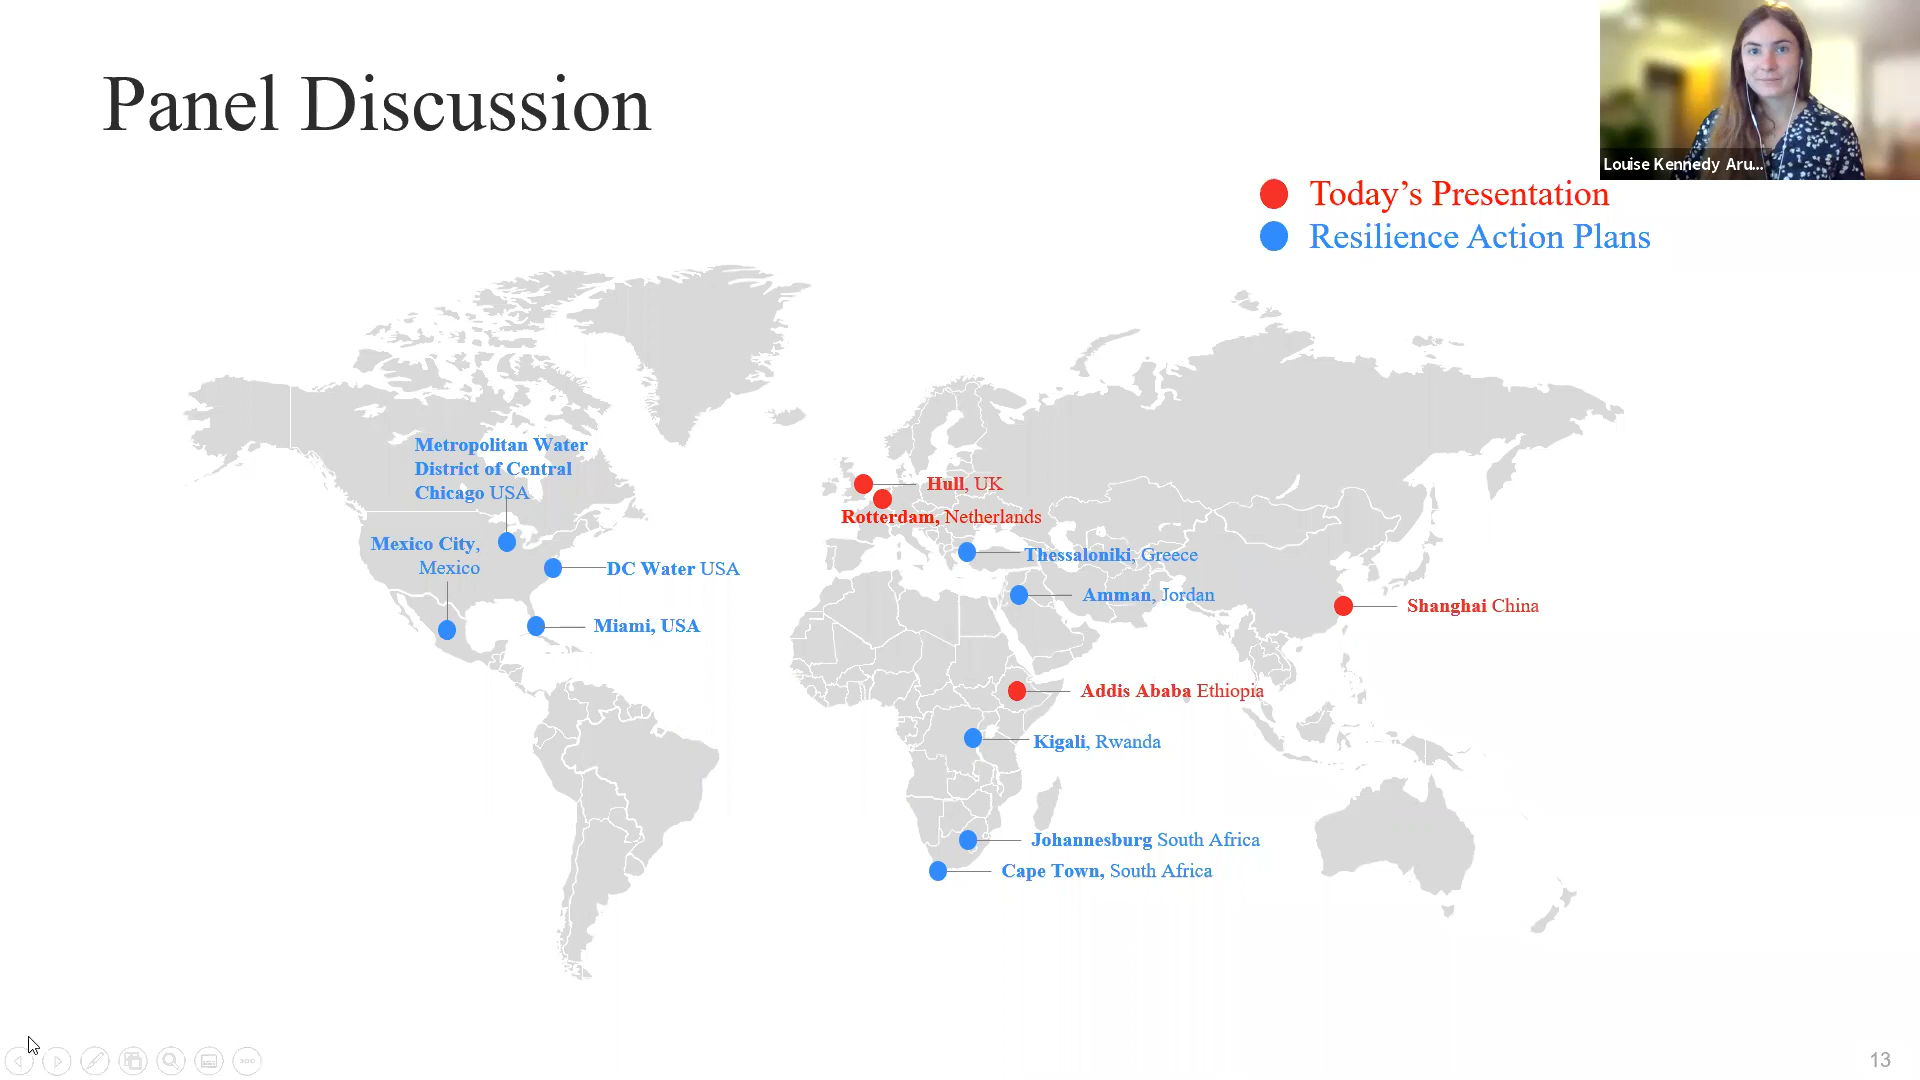 Panel Discussion
Louise Kennedy Aru...
Today’s Presentation
Resilience Action Plans
Metropolitan Water
District of Central
Chicago USA
Hull, UK
Rotterdam, Netherlands
Mexico City,
Mexico
Thessaloniki, Greece
DC Water USA
Amman, Jordan
Shanghai China
Miami, USA
Addis Ababa Ethiopia
Kigali, Rwanda
Johannesburg South Africa
Cape Town, South Africa
13